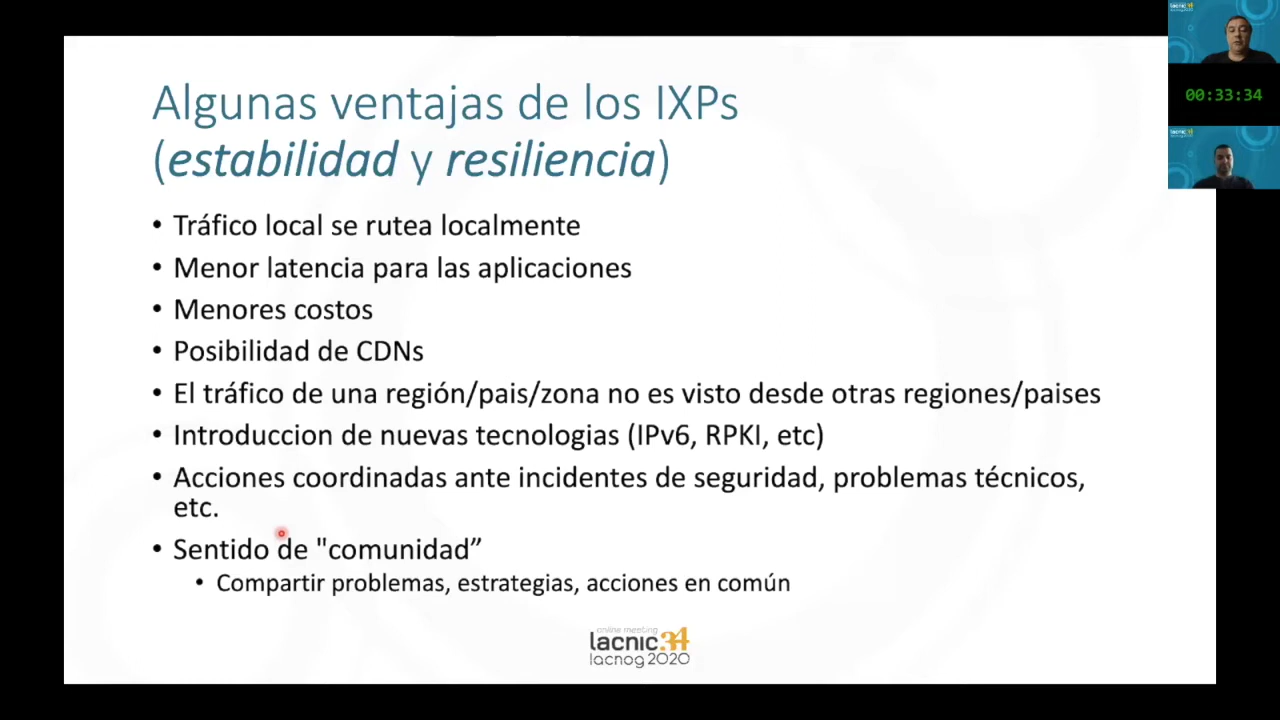 Algunas ventajas de los IXPs
(estabilidad y resiliencia)
• Tráfico local se rutea localmente
• Menor latencia para las aplicaciones
• Menores costos
• Posibilidad de CDNs
• El tráfico de una región/pais/zona no es visto desde otras regiones/paises
• Introduccion de nuevas tecnologias (IPv6, RPKI, etc)
• Acciones coordinadas ante incidentes de seguridad, problemas técnicos,
etc.
• Sentido de "comunidad”
• Compartir problemas, estrategias, acciones en común
online meeting
lacnic34
lacnog2020
lacnic34
00:33:34
lacnic34